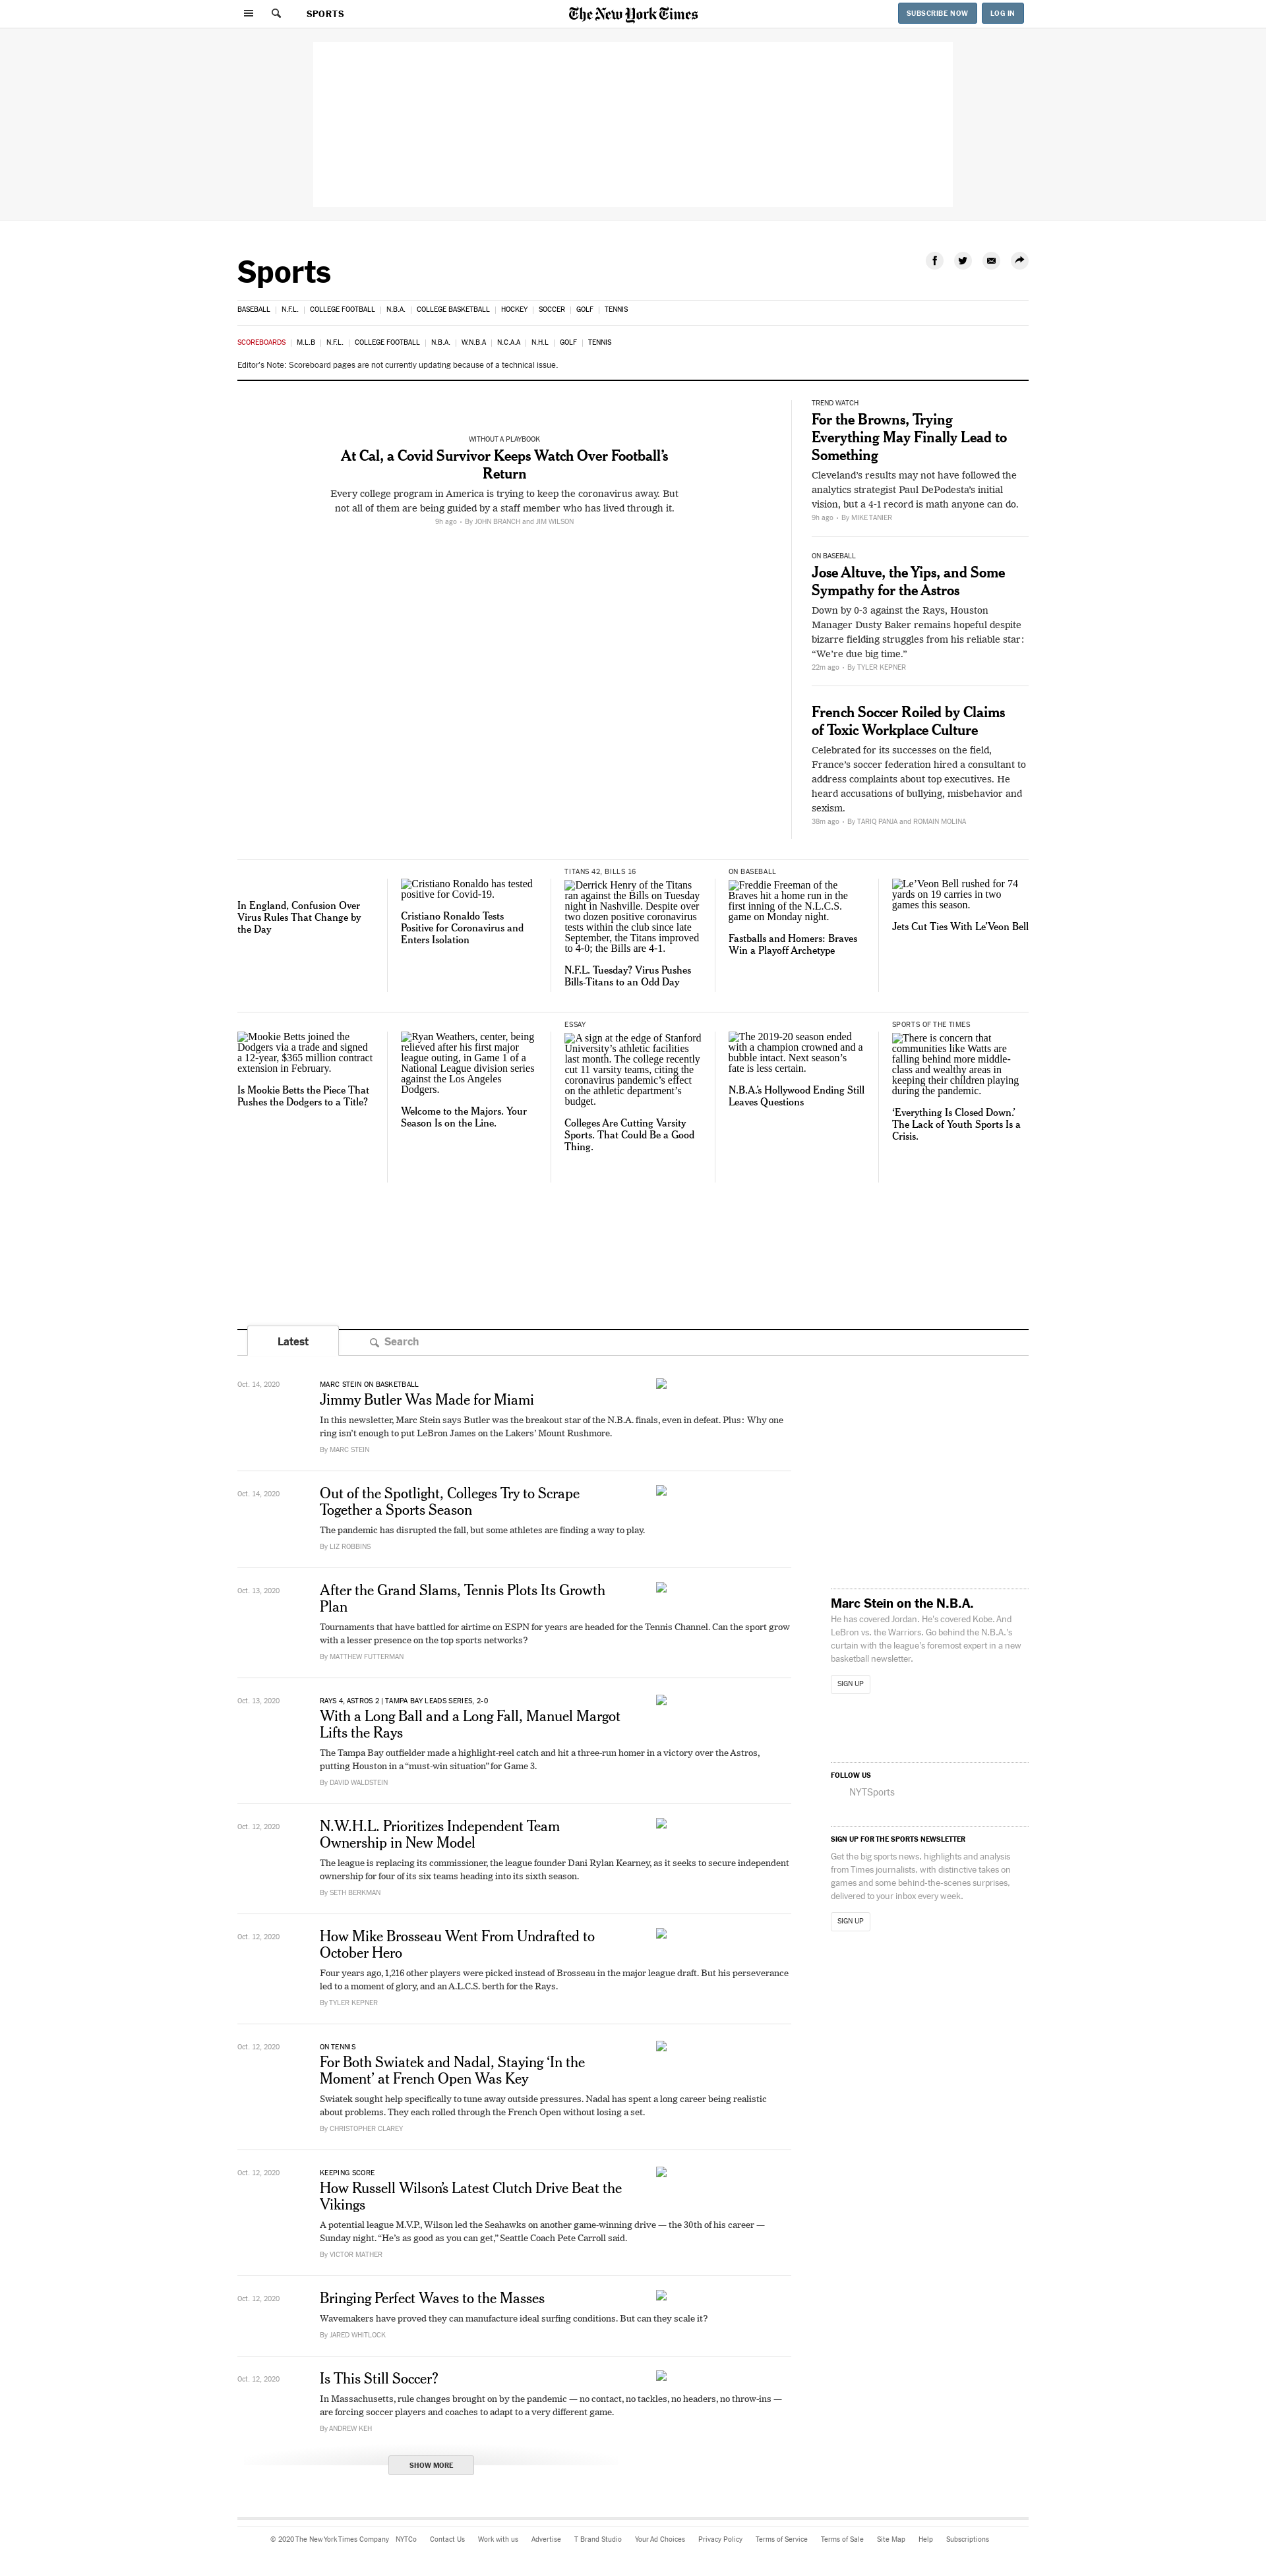 SPORTS
The New York Times
SUBSCRIBE NOW
LOG IN
Sports
BASEBALL | N.F.L. | COLLEGE FOOTBALL | N.B.A. | COLLEGE BASKETBALL | HOCKEY | SOCCER | GOLF | TENNIS
SCOREBOARDS | M.L.B | N.F.L. | COLLEGE FOOTBALL | N.B.A. | W.N.B.A | N.C.A.A | N.H.L | GOLF | TENNIS
Editor's Note: Scoreboard pages are not currently updating because of a technical issue.
WITHOUT A PLAYBOOK
At Cal, a Covid Survivor Keeps Watch Over Football’s
Return
Every college program in America is trying to keep the coronavirus away. But
not all of them are being guided by a staff member who has lived through it.
9h ago • By JOHN BRANCH and JIM WILSON
TREND WATCH
For the Browns, Trying
Everything May Finally Lead to
Something
Cleveland’s results may not have followed the
analytics strategist Paul DePodesta’s initial
vision, but a 4-1 record is math anyone can do.
9h ago • By MIKE TANIER
ON BASEBALL
Jose Altuve, the Yips, and Some
Sympathy for the Astros
Down by 0-3 against the Rays, Houston
Manager Dusty Baker remains hopeful despite
bizarre fielding struggles from his reliable star:
“We’re due big time.”
22m ago • By TYLER KEPNER
French Soccer Roiled by Claims
of Toxic Workplace Culture
Celebrated for its successes on the field,
France’s soccer federation hired a consultant to
address complaints about top executives. He
heard accusations of bullying, misbehavior and
sexism.
38m ago • By TARIQ PANJA and ROMAIN MOLINA
In England, Confusion Over
Virus Rules That Change by
the Day
Cristiano Ronaldo has tested
positive for Covid-19.
Cristiano Ronaldo Tests
Positive for Coronavirus and
Enters Isolation
TITANS 42, BILLS 16
Derrick Henry of the Titans
ran against the Bills on Tuesday
night in Nashville. Despite over
two dozen positive coronavirus
tests within the club since late
September, the Titans improved
to 4-0; the Bills are 4-1.
N.F.L. Tuesday? Virus Pushes
Bills-Titans to an Odd Day
ON BASEBALL
Freddie Freeman of the
Braves hit a home run in the
first inning of the N.L.C.S.
game on Monday night.
Fastballs and Homers: Braves
Win a Playoff Archetype
Le’Veon Bell rushed for 74
yards on 19 carries in two
games this season.
Jets Cut Ties With Le’Veon Bell
Mookie Betts joined the
Dodgers via a trade and signed
a 12-year, $365 million contract
extension in February.
Is Mookie Betts the Piece That
Pushes the Dodgers to a Title?
Ryan Weathers, center, being
relieved after his first major
league outing, in Game 1 of a
National League division series
against the Los Angeles
Dodgers.
Welcome to the Majors. Your
Season Is on the Line.
ESSAY
A sign at the edge of Stanford
University’s athletic facilities
last month. The college recently
cut 11 varsity teams, citing the
coronavirus pandemic’s effect
on the athletic department’s
budget.
Colleges Are Cutting Varsity
Sports. That Could Be a Good
Thing.
The 2019-20 season ended
with a champion crowned and a
bubble intact. Next season’s
fate is less certain.
N.B.A.’s Hollywood Ending Still
Leaves Questions
SPORTS OF THE TIMES
There is concern that
communities like Watts are
falling behind more middle-
class and wealthy areas in
keeping their children playing
during the pandemic.
‘Everything Is Closed Down.’
The Lack of Youth Sports Is a
Crisis.
Latest
Search
Oct. 14, 2020
MARC STEIN ON BASKETBALL
Jimmy Butler Was Made for Miami
In this newsletter, Marc Stein says Butler was the breakout star of the N.B.A. finals, even in defeat. Plus: Why one
ring isn’t enough to put LeBron James on the Lakers’ Mount Rushmore.
By MARC STEIN
Oct. 14, 2020
Out of the Spotlight, Colleges Try to Scrape
Together a Sports Season
The pandemic has disrupted the fall, but some athletes are finding a way to play.
By LIZ ROBBINS
Oct. 13, 2020
After the Grand Slams, Tennis Plots Its Growth
Plan
Tournaments that have battled for airtime on ESPN for years are headed for the Tennis Channel. Can the sport grow
with a lesser presence on the top sports networks?
By MATTHEW FUTTERMAN
Oct. 13, 2020
RAYS 4, ASTROS 2 | TAMPA BAY LEADS SERIES, 2-0
With a Long Ball and a Long Fall, Manuel Margot
Lifts the Rays
The Tampa Bay outfielder made a highlight-reel catch and hit a three-run homer in a victory over the Astros,
putting Houston in a “must-win situation” for Game 3.
By DAVID WALDSTEIN
Oct. 12, 2020
N.W.H.L. Prioritizes Independent Team
Ownership in New Model
The league is replacing its commissioner, the league founder Dani Rylan Kearney, as it seeks to secure independent
ownership for four of its six teams heading into its sixth season.
By SETH BERKMAN
Oct. 12, 2020
How Mike Brosseau Went From Undrafted to
October Hero
Four years ago, 1,216 other players were picked instead of Brosseau in the major league draft. But his perseverance
led to a moment of glory, and an A.L.C.S. berth for the Rays.
By TYLER KEPNER
Oct. 12, 2020
ON TENNIS
For Both Swiatek and Nadal, Staying ‘In the
Moment’ at French Open Was Key
Swiatek sought help specifically to tune away outside pressures. Nadal has spent a long career being realistic
about problems. They each rolled through the French Open without losing a set.
By CHRISTOPHER CLAREY
Oct. 12, 2020
KEEPING SCORE
How Russell Wilson’s Latest Clutch Drive Beat the
Vikings
A potential league M.V.P., Wilson led the Seahawks on another game-winning drive — the 30th of his career —
Sunday night. “He’s as good as you can get,” Seattle Coach Pete Carroll said.
By VICTOR MATHER
Oct. 12, 2020
Bringing Perfect Waves to the Masses
Wavemakers have proved they can manufacture ideal surfing conditions. But can they scale it?
By JARED WHITLOCK
Oct. 12, 2020
Is This Still Soccer?
In Massachusetts, rule changes brought on by the pandemic — no contact, no tackles, no headers, no throw-ins —
are forcing soccer players and coaches to adapt to a very different game.
By ANDREW KEH
SHOW MORE
Marc Stein on the N.B.A.
He has covered Jordan. He’s covered Kobe. And
LeBron vs. the Warriors. Go behind the N.B.A.’s
curtain with the league’s foremost expert in a new
basketball newsletter.
SIGN UP
FOLLOW US
NYTSports
SIGN UP FOR THE SPORTS NEWSLETTER
Get the big sports news, highlights and analysis
from Times journalists, with distinctive takes on
games and some behind-the-scenes surprises,
delivered to your inbox every week.
SIGN UP
© 2020 The New York Times Company NYTCo Contact Us Work with us Advertise T Brand Studio Your Ad Choices Privacy Policy Terms of Service Terms of Sale Site Map Help Subscriptions